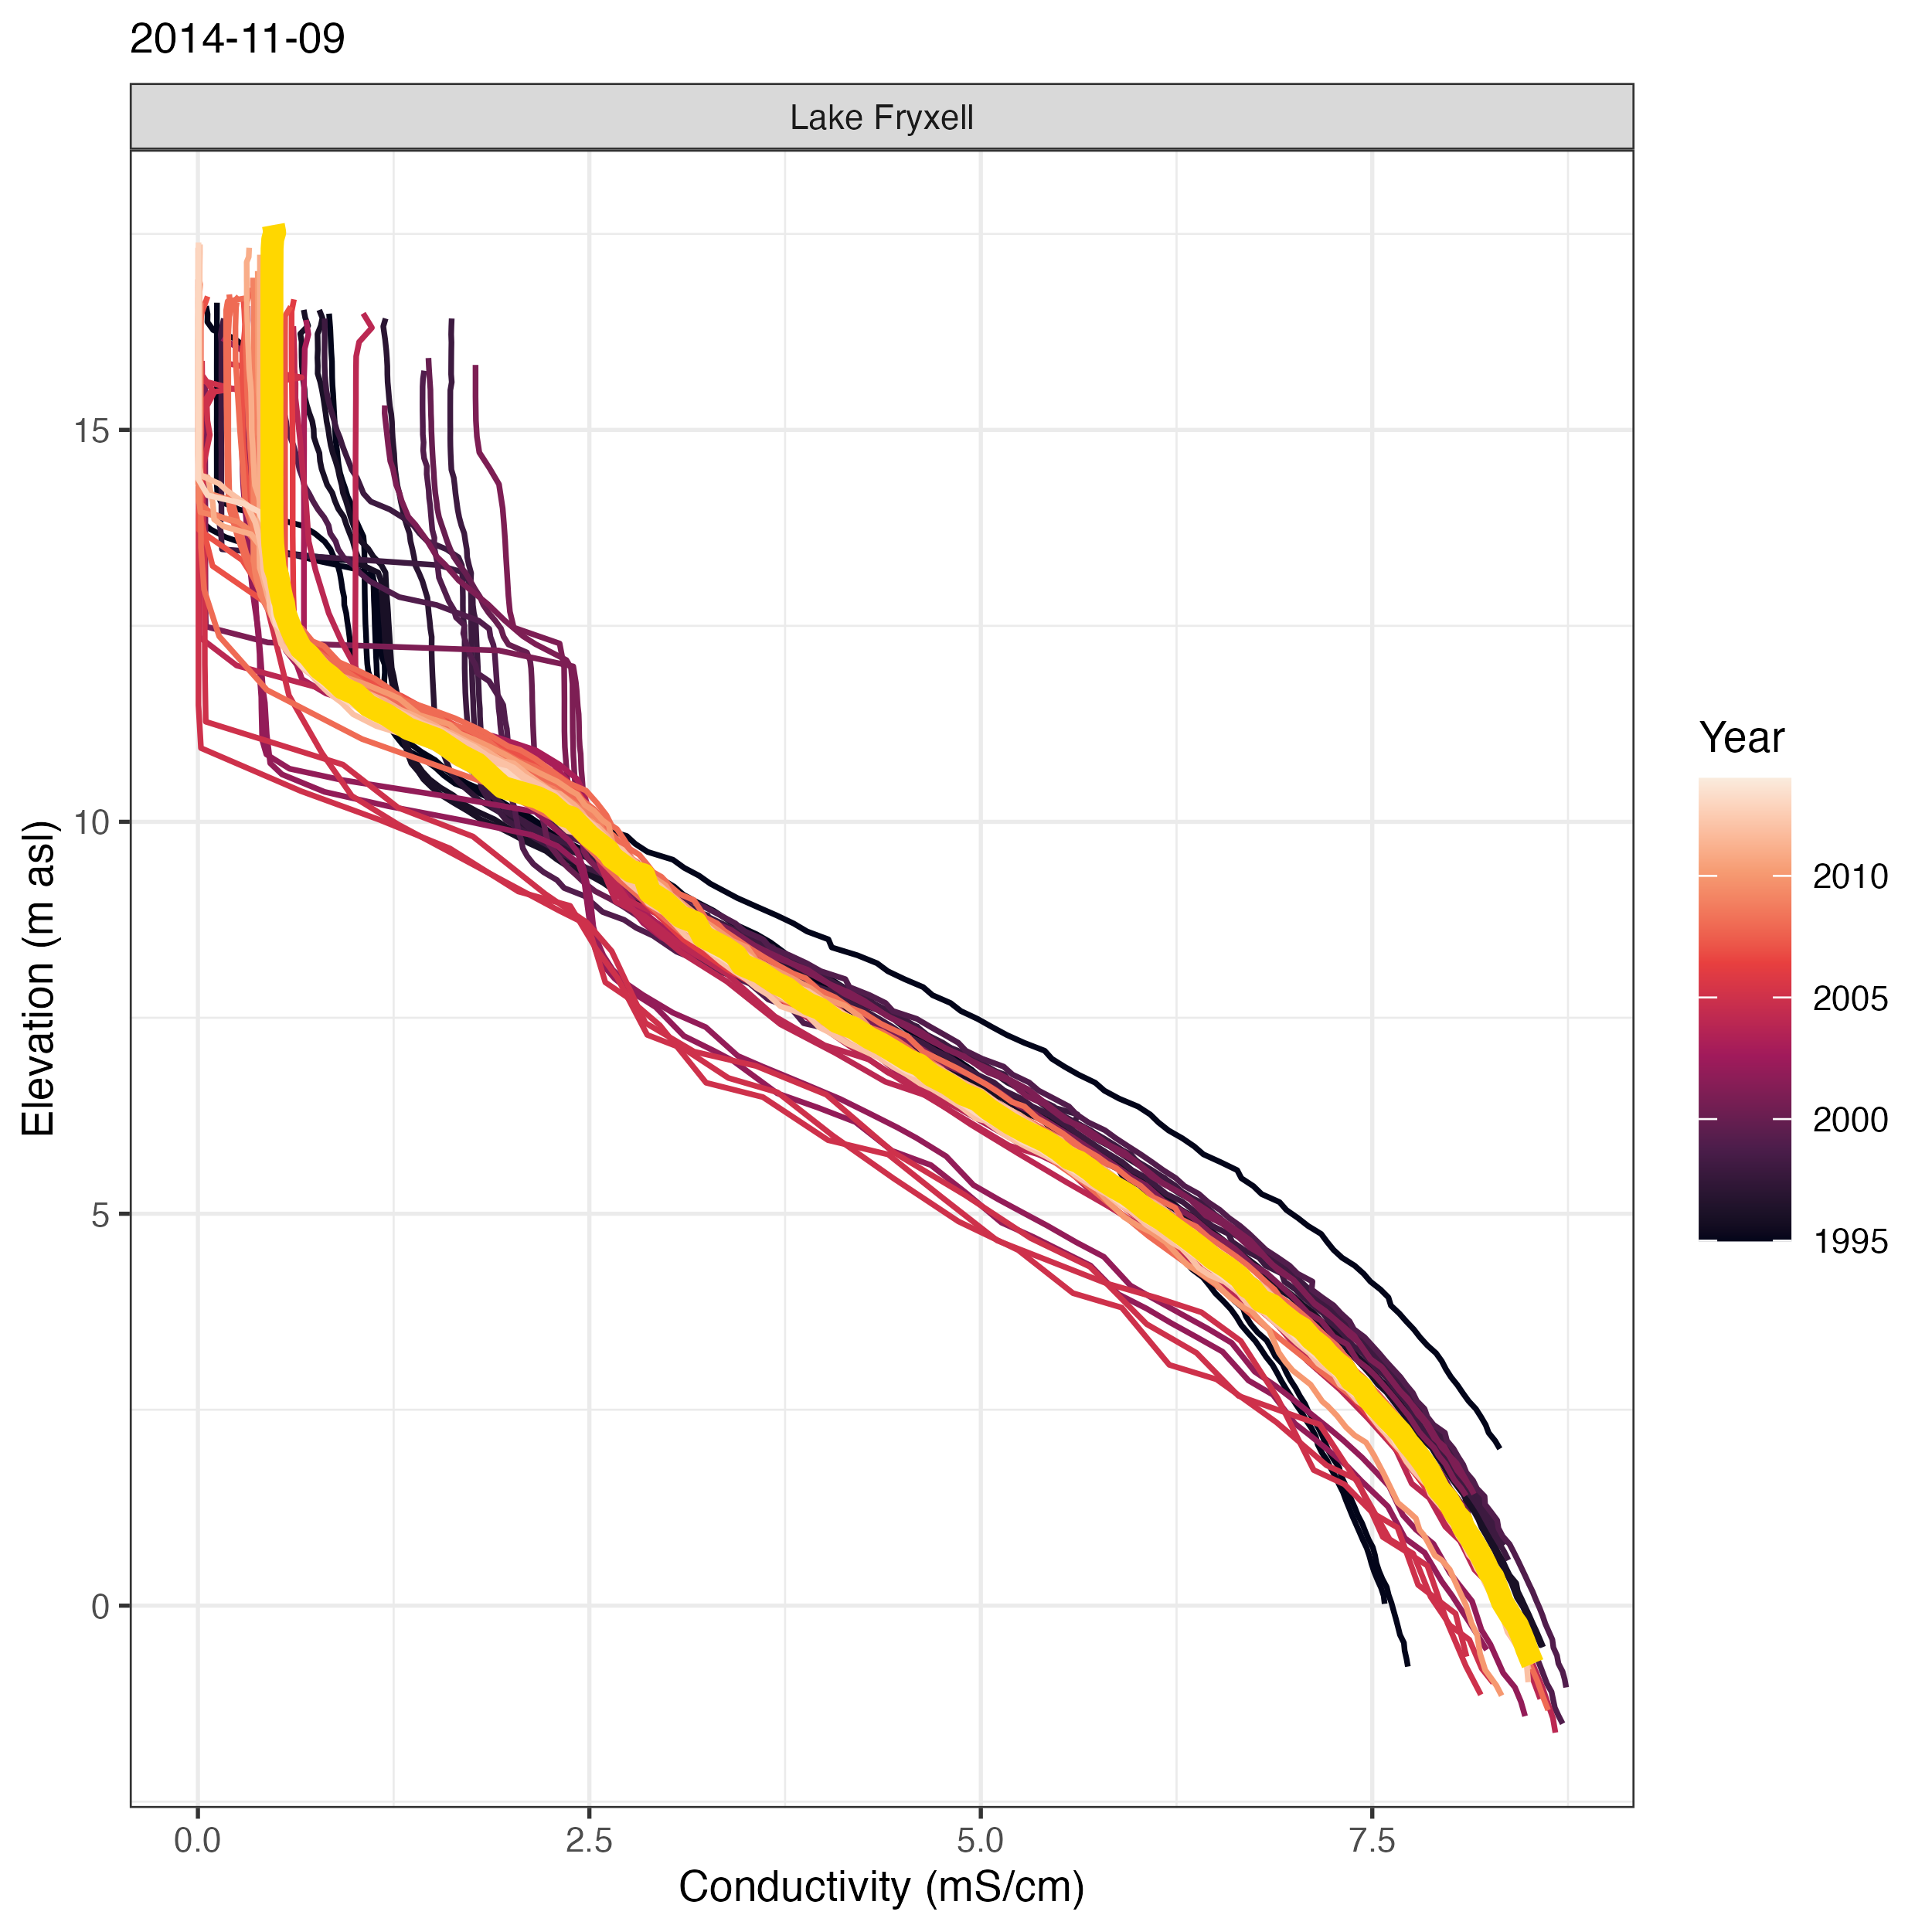 2014-11-09
Lake Fryxell
15
10
5
0
Elevation (m asl)
0.0 2.5 5.0 7.5
Conductivity (mS/cm)
Year
2010
2005
2000
1995